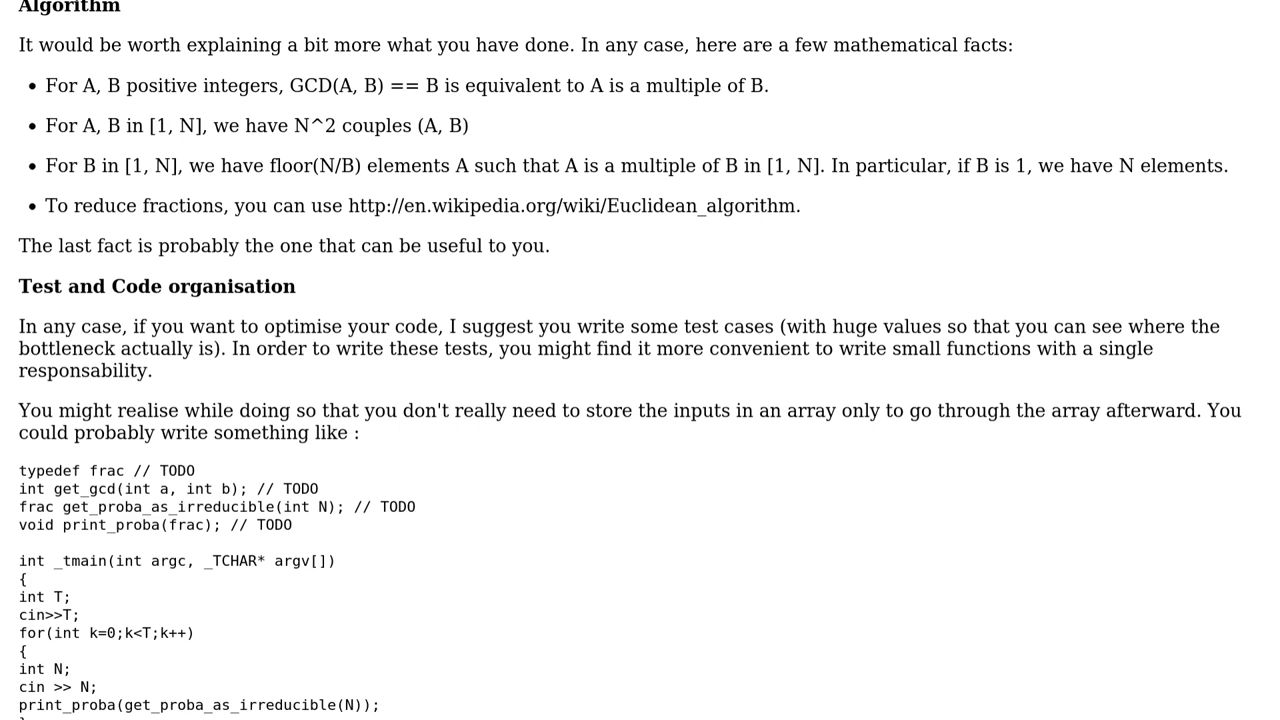 Algorithm
It would be worth explaining a bit more what you have done. In any case, here are a few mathematical facts:
• For A, B positive integers, GCD(A, B) == B is equivalent to A is a multiple of B.
• For A, B in [1, N], we have N^2 couples (A, B)
• For B in [1, N], we have floor(N/B) elements A such that A is a multiple of B in [1, N]. In particular, if B is 1, we have N elements.
• To reduce fractions, you can use http://en.wikipedia.org/wiki/Euclidean_algorithm.
The last fact is probably the one that can be useful to you.
Test and Code organisation
In any case, if you want to optimise your code, I suggest you write some test cases (with huge values so that you can see where the
bottleneck actually is). In order to write these tests, you might find it more convenient to write small functions with a single
responsability.
You might realise while doing so that you don't really need to store the inputs in an array only to go through the array afterward. You
could probably write something like :
typedef frac // TODO
int get_gcd(int a, int b); // TODO
frac get_proba_as_irreducible(int N); // TODO
void print_proba(frac); // TODO
int _tmain(int argc, _TCHAR* argv[])
{
int T;
cin>>T;
for(int k=0;k<T;k++)
{
int N;
cin >> N;
print_proba(get_proba_as_irreducible(N));
}